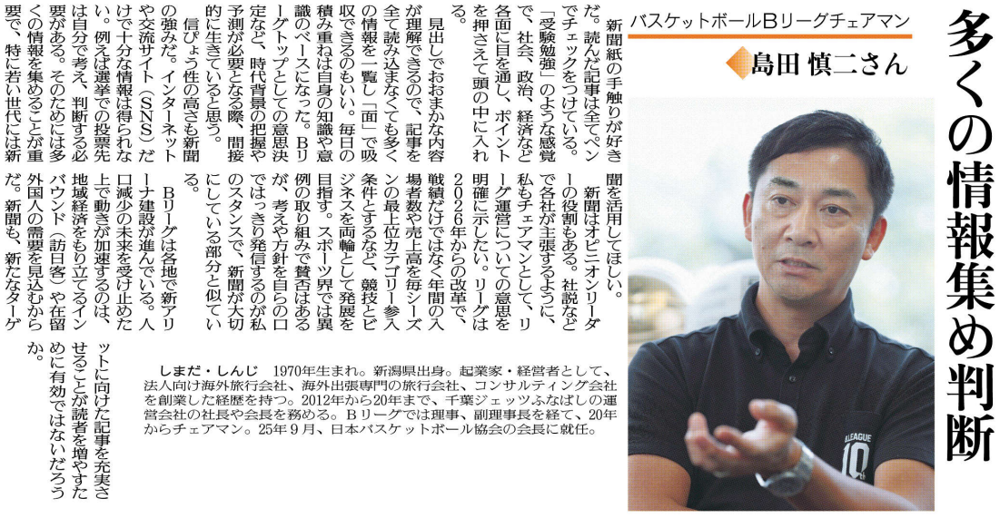 多くの情報集め判断
バスケットボールＢリーグチェアマン
島田 慎二さん
新聞紙の手触りが好き
だ。読んだ記事は全てペン
でチェックをつけている。
「受験勉強」のような感覚
で、社会、政治、経済など
各面に目を通し、ポイント
を押さえて頭の中に入れ
る。
見出しでおおまかな内容
が理解できるので、記事を
全て読み込まなくても多く
の情報を一覧し「面」で吸
収できるのもいい。毎日の
積み重ねは自身の知識や意
識のベースになった。Ｂリ
ーグトップとしての意思決
定など、時代背景の把握や
予測が必要となる際、間接
的に生きていると思う。
信ぴょう性の高さも新聞
の強みだ。インターネット
や交流サイト（ＳＮＳ）だ
けで十分な情報は得られな
い。例えば選挙での投票先
は自分で考え、判断する必
要がある。そのためには多
くの情報を集めることが重
要で、特に若い世代には新
聞を活用してほしい。
新聞はオピニオンリーダ
ーの役割もある。社説など
で各社が主張するように、
私もチェアマンとして、リ
ーグ運営についての意思を
明確に示したい。リーグは
２０２６年からの改革で、
戦績だけではなく年間の入
場者数や売上高を毎シーズ
ンの最上位カテゴリー参入
条件とするなど、競技とビ
ジネスを両輪として発展を
目指す。スポーツ界では異
例の取り組みで賛否はある
が、考えや方針を自らの口
ではっきり発信するのが私
のスタンスで、新聞が大切
にしている部分と似てい
る。
Ｂリーグは各地で新アリ
ーナ建設が進んでいる。人
口減少の未来を受け止めた
上で動きが加速するのは、
地域経済をもり立てるイン
バウンド（訪日客）や在留
外国人の需要を見込むから
だ。新聞も、新たなターゲ
ットに向けた記事を充実さ
せることが読者を増やすた
めに有効ではないだろう
か。
しまだ・しんじ　1970年生まれ。新潟県出身。起業家・経営者として、
法人向け海外旅行会社、海外出張専門の旅行会社、コンサルティング会社
を創業した経歴を持つ。2012年から20年まで、千葉ジェッツふなばしの運
営会社の社長や会長を務める。Ｂリーグでは理事、副理事長を経て、20年
からチェアマン。25年９月、日本バスケットボール協会の会長に就任。
B.LEAGUE
10th